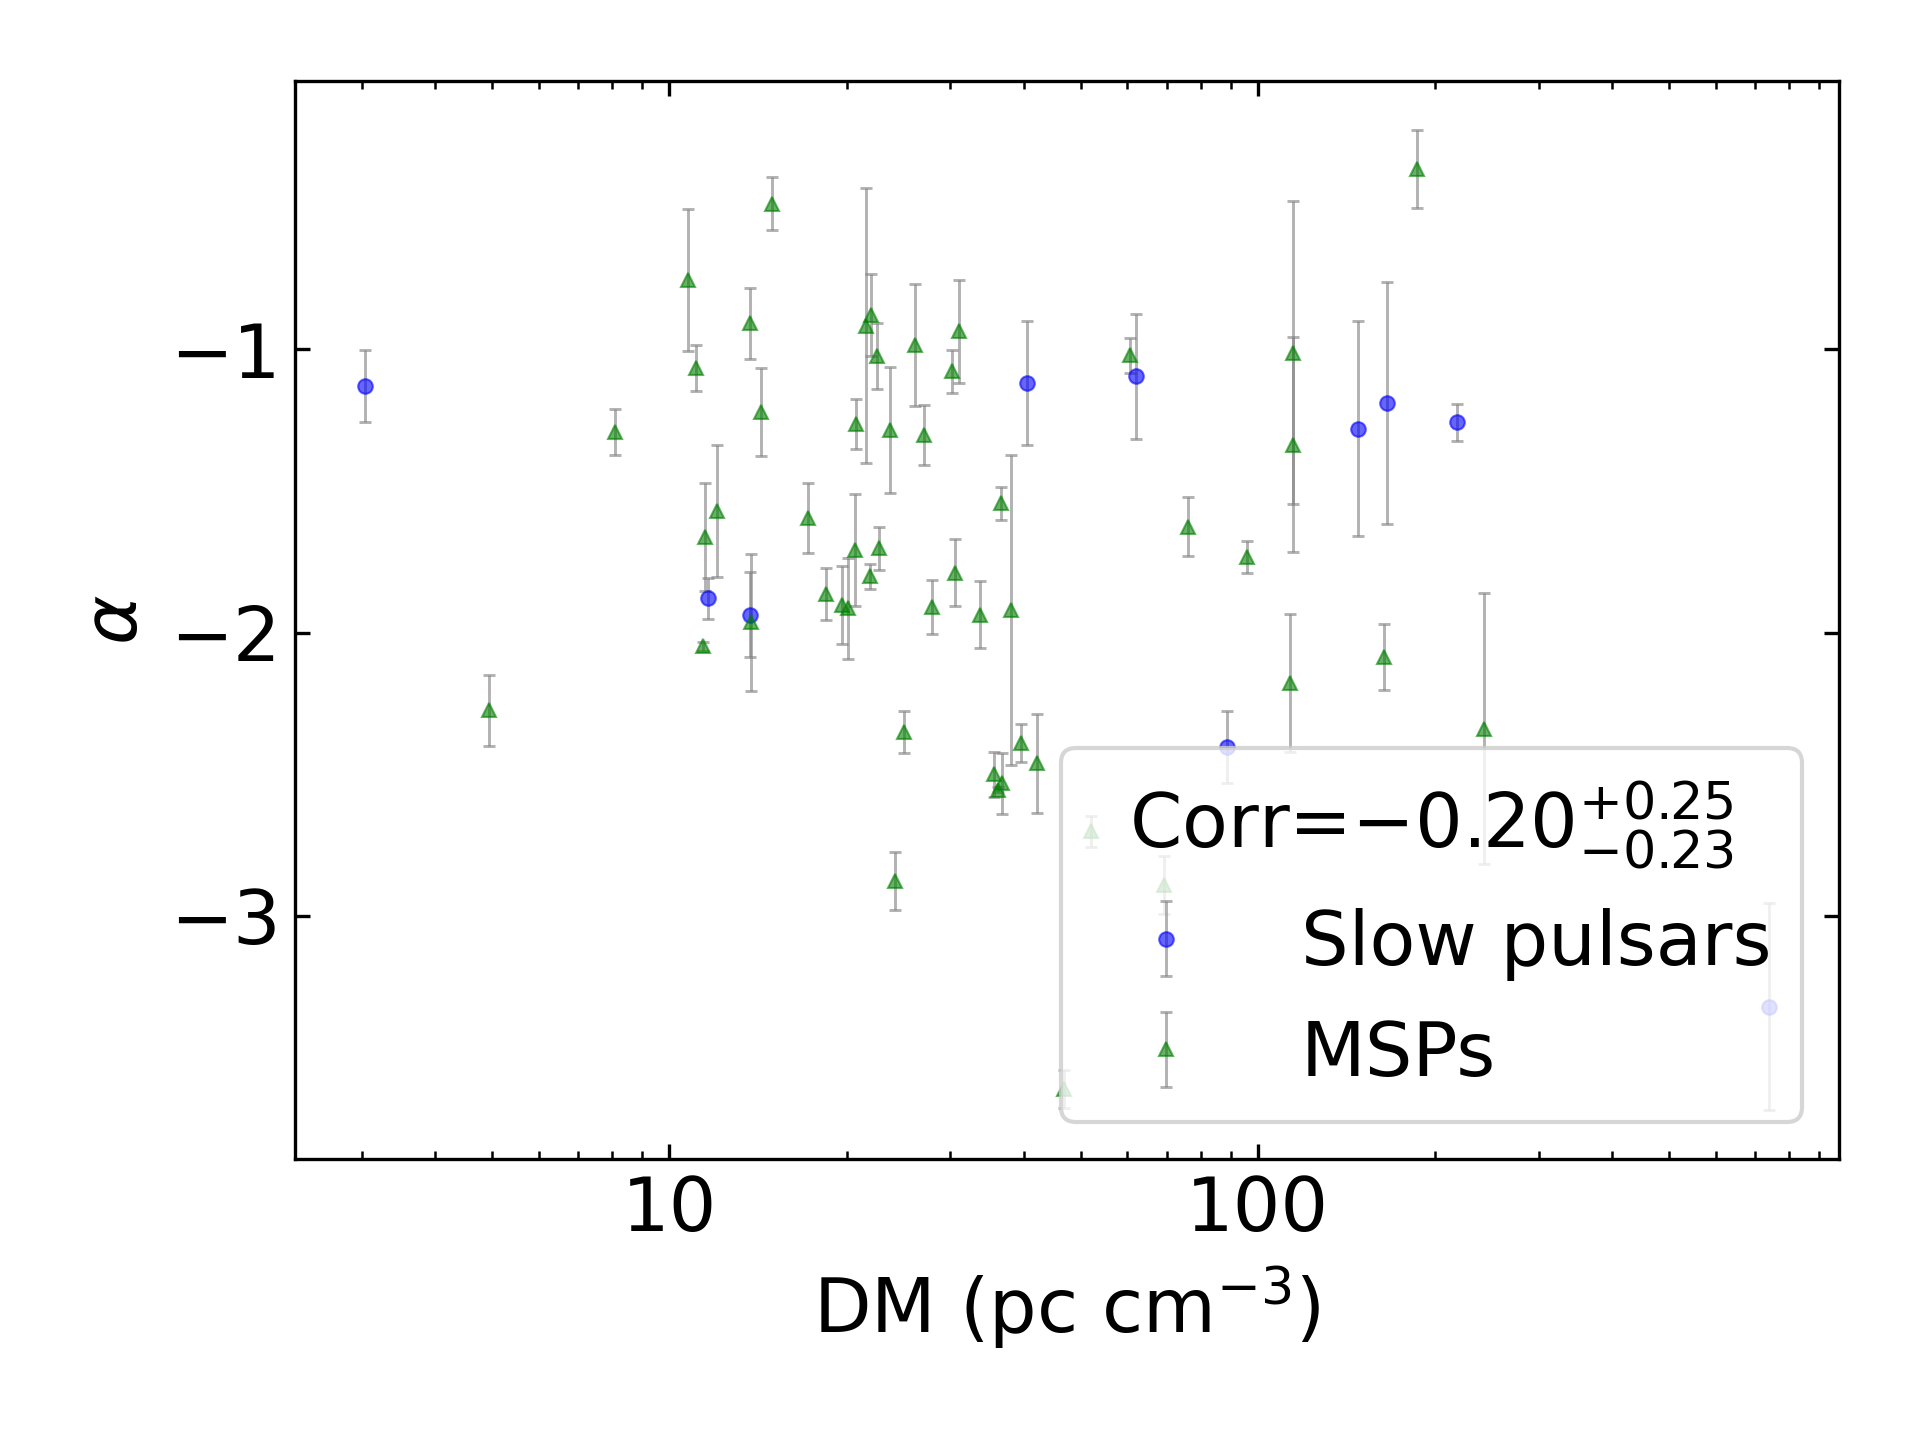 −1
−2
−3
α
Corr=−0.20^{+0.25}_{−0.23}
Slow pulsars
MSPs
10 100
DM (pc cm⁻³)